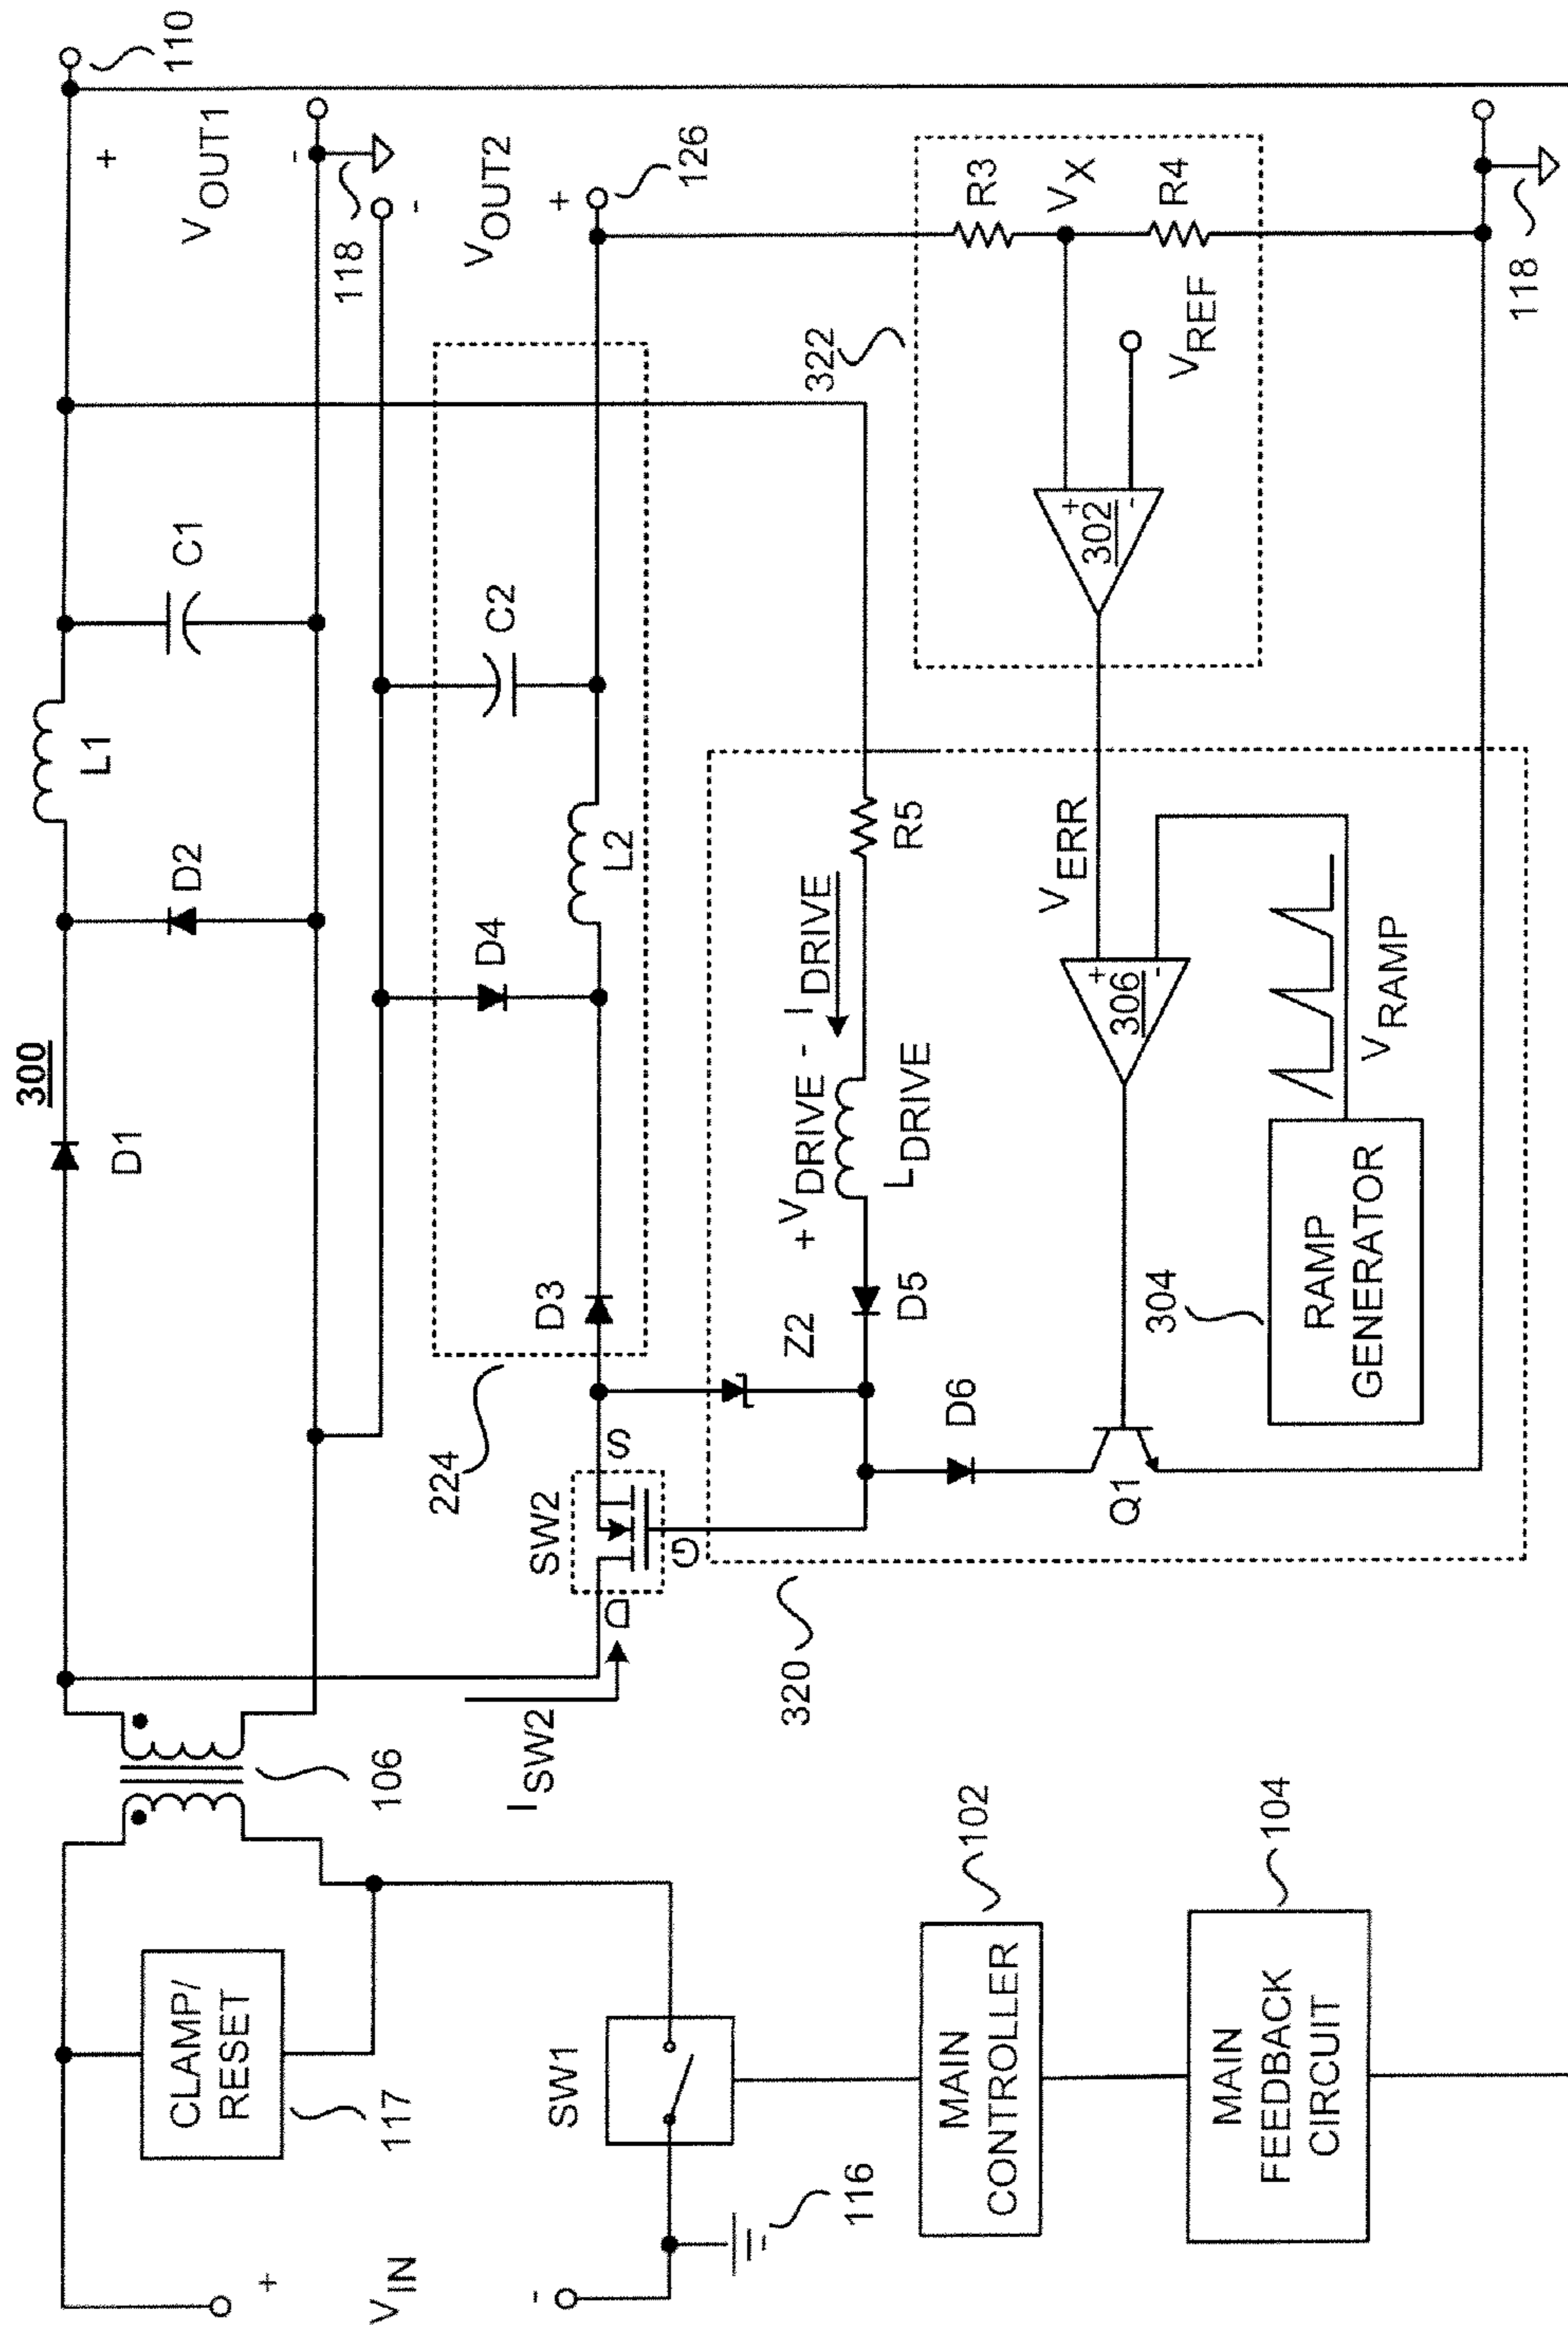 300
110
+
VOUT1
-
118
-
VOUT2
+
126
D1
D2
L1
C1
D4
C2
L2
D3
224
SW2
S
D
G
ISW2
106
CLAMP/
RESET
117
+
VIN
-
SW1
116
MAIN
CONTROLLER
102
MAIN
FEEDBACK
CIRCUIT
104
320
Z2
D5
D6
+VDRIVE -
IDRIVE
LDRIVE
R5
Q1
VERR
+
306
-
304
RAMP
GENERATOR
VRAMP
322
+
302
-
R3
VX
R4
VREF
118